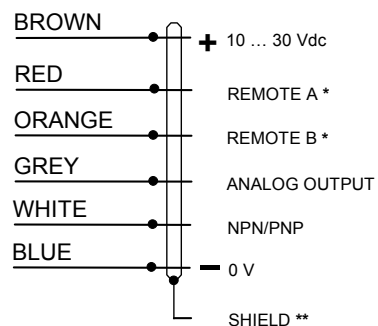 BROWN + 10 … 30 Vdc
RED REMOTE A *
ORANGE REMOTE B *
GREY ANALOG OUTPUT
WHITE NPN/PNP
BLUE – 0 V
SHIELD **